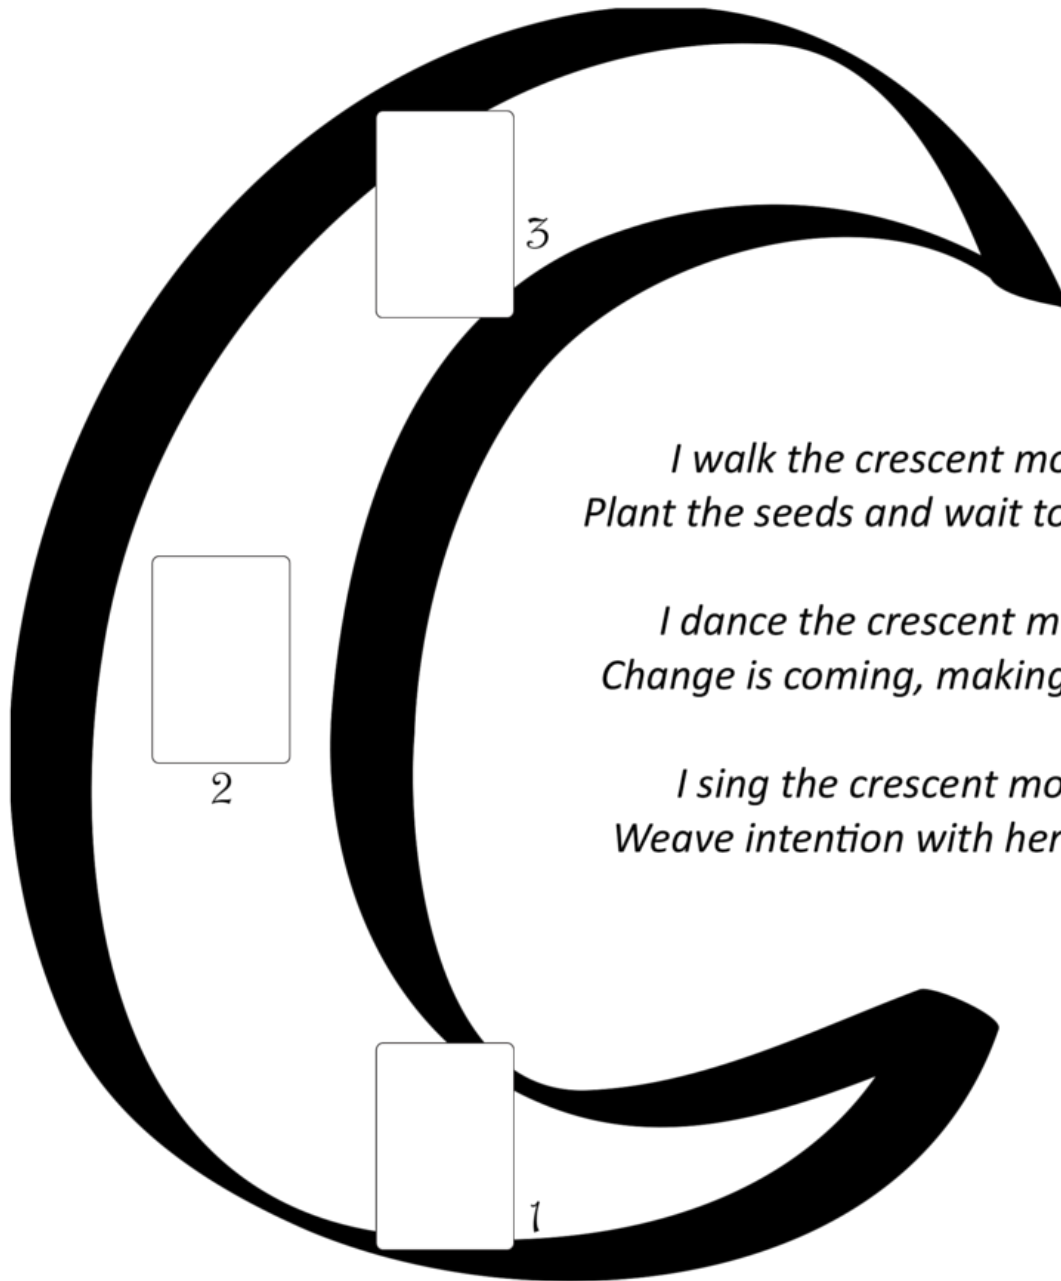 3
I walk the crescent mo
Plant the seeds and wait to
I dance the crescent m
Change is coming, making
2
I sing the crescent mo
Weave intention with her
1